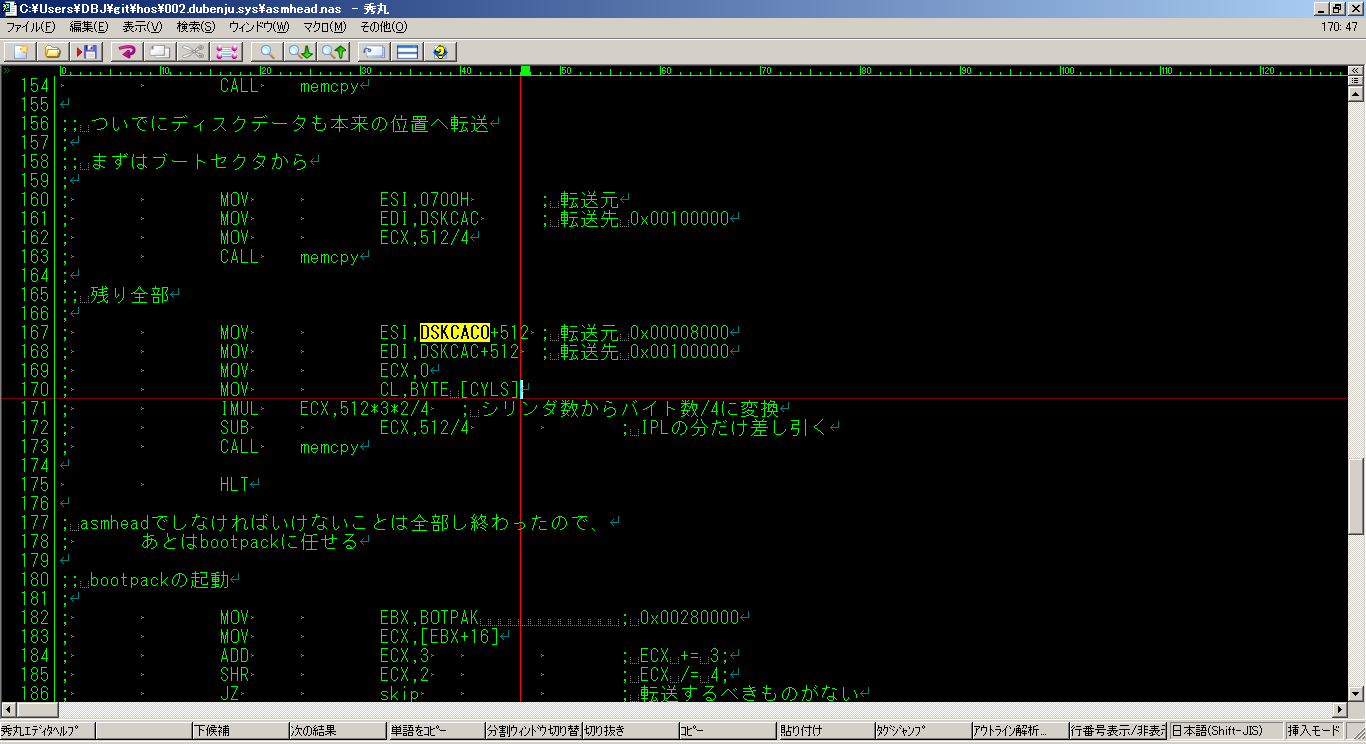 C:¥Users¥DBJ¥git¥hos¥002.dubenju.sys¥asmhead.nas - 秀丸
ファイル(F) 編集(E) 表示(V) 検索(S) ウィンドウ(W) マクロ(M) その他(O) 170: 47
0 10 20 30 40 50 60 70 80 90 100 110 120
154 CALL memcpy
155
156 ;; ついでにディスクデータも本来の位置へ転送
157 ;
158 ;; まずはブートセクタから
159 ;
160 ; MOV ESI,0700H ; 転送元
161 ; MOV EDI,DSKCAC ; 転送先 0x00100000
162 ; MOV ECX,512/4
163 ; CALL memcpy
164 ;
165 ;; 残り全部
166 ;
167 ; MOV ESI,DSKCAC0+512 ; 転送元 0x00008000
168 ; MOV EDI,DSKCAC+512 ; 転送先 0x00100000
169 ; MOV ECX,0
170 ; MOV CL,BYTE [CYLS]
171 ; IMUL ECX,512*3*2/4 ; シリンダ数からバイト数/4に変換
172 ; SUB ECX,512/4 ; IPLの分だけ差し引く
173 ; CALL memcpy
174
175 HLT
176
177 ; asmheadでしなければいけないことは全部し終わったので、
178 ; あとはbootpackに任せる
179
180 ;; bootpackの起動
181 ;
182 ; MOV EBX,BOTPAK ; 0x00280000
183 ; MOV ECX,[EBX+16]
184 ; ADD ECX,3 ; ECX += 3;
185 ; SHR ECX,2 ; ECX /= 4;
186 ; JZ skip ; 転送するべきものがない
秀丸エディタヘルプ 下候補 次の結果 単語をコピー 分割ウィンドウ切り替 切り抜き コピー 貼り付け タグジャンプ アウトライン解析... 行番号表示/非表示 日本語(Shift-JIS) 挿入モード